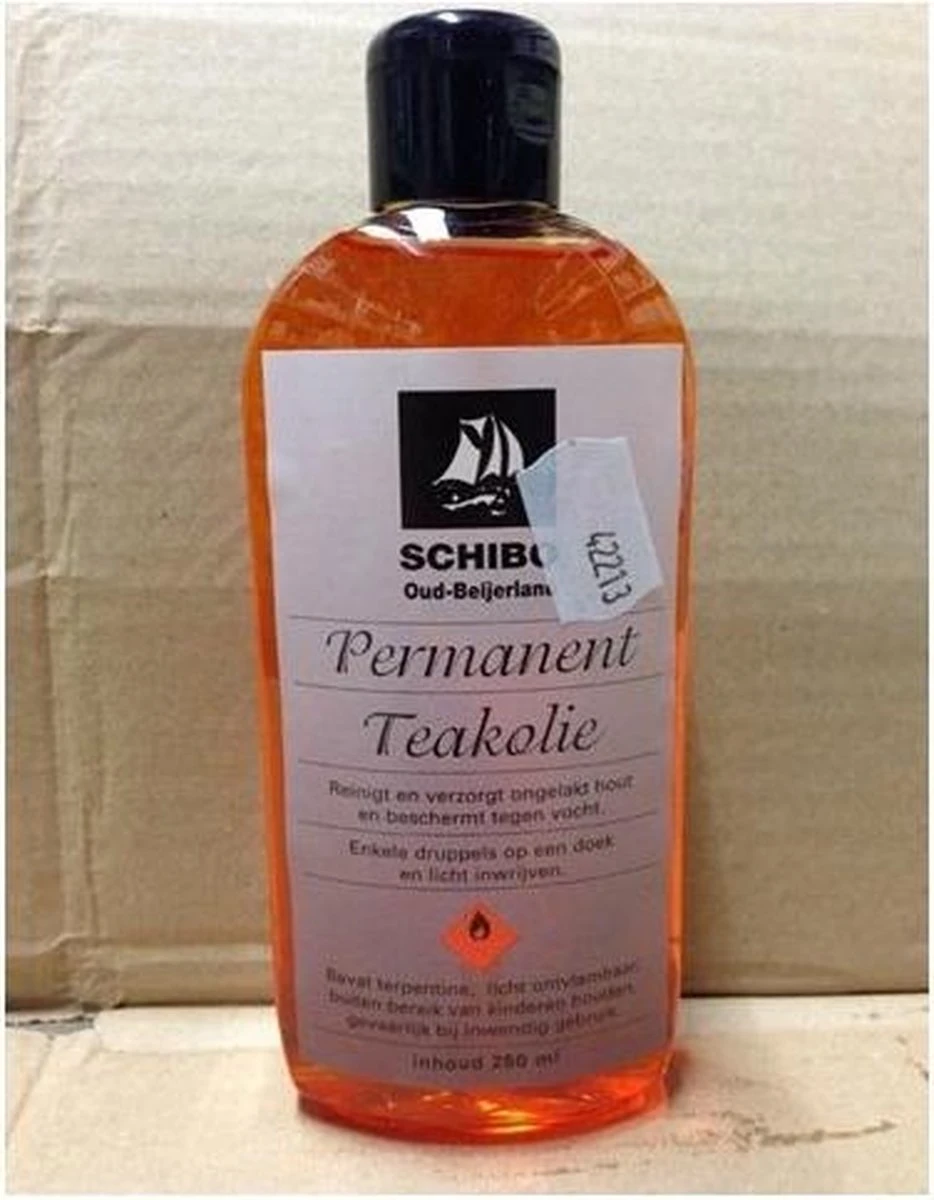 SCHIBO
42213
Oud-Beijerland
Permanent
Teakolie
Reinigt en verzorgt ongelakt hout
en beschermt tegen vocht.
Enkele druppels op een doek
en licht inwrijven.
Bevat terpentine, licht ontvlambaar,
buiten bereik van kinderen houden,
gevaarlijk bij inwendig gebruik.
inhoud 250 ml